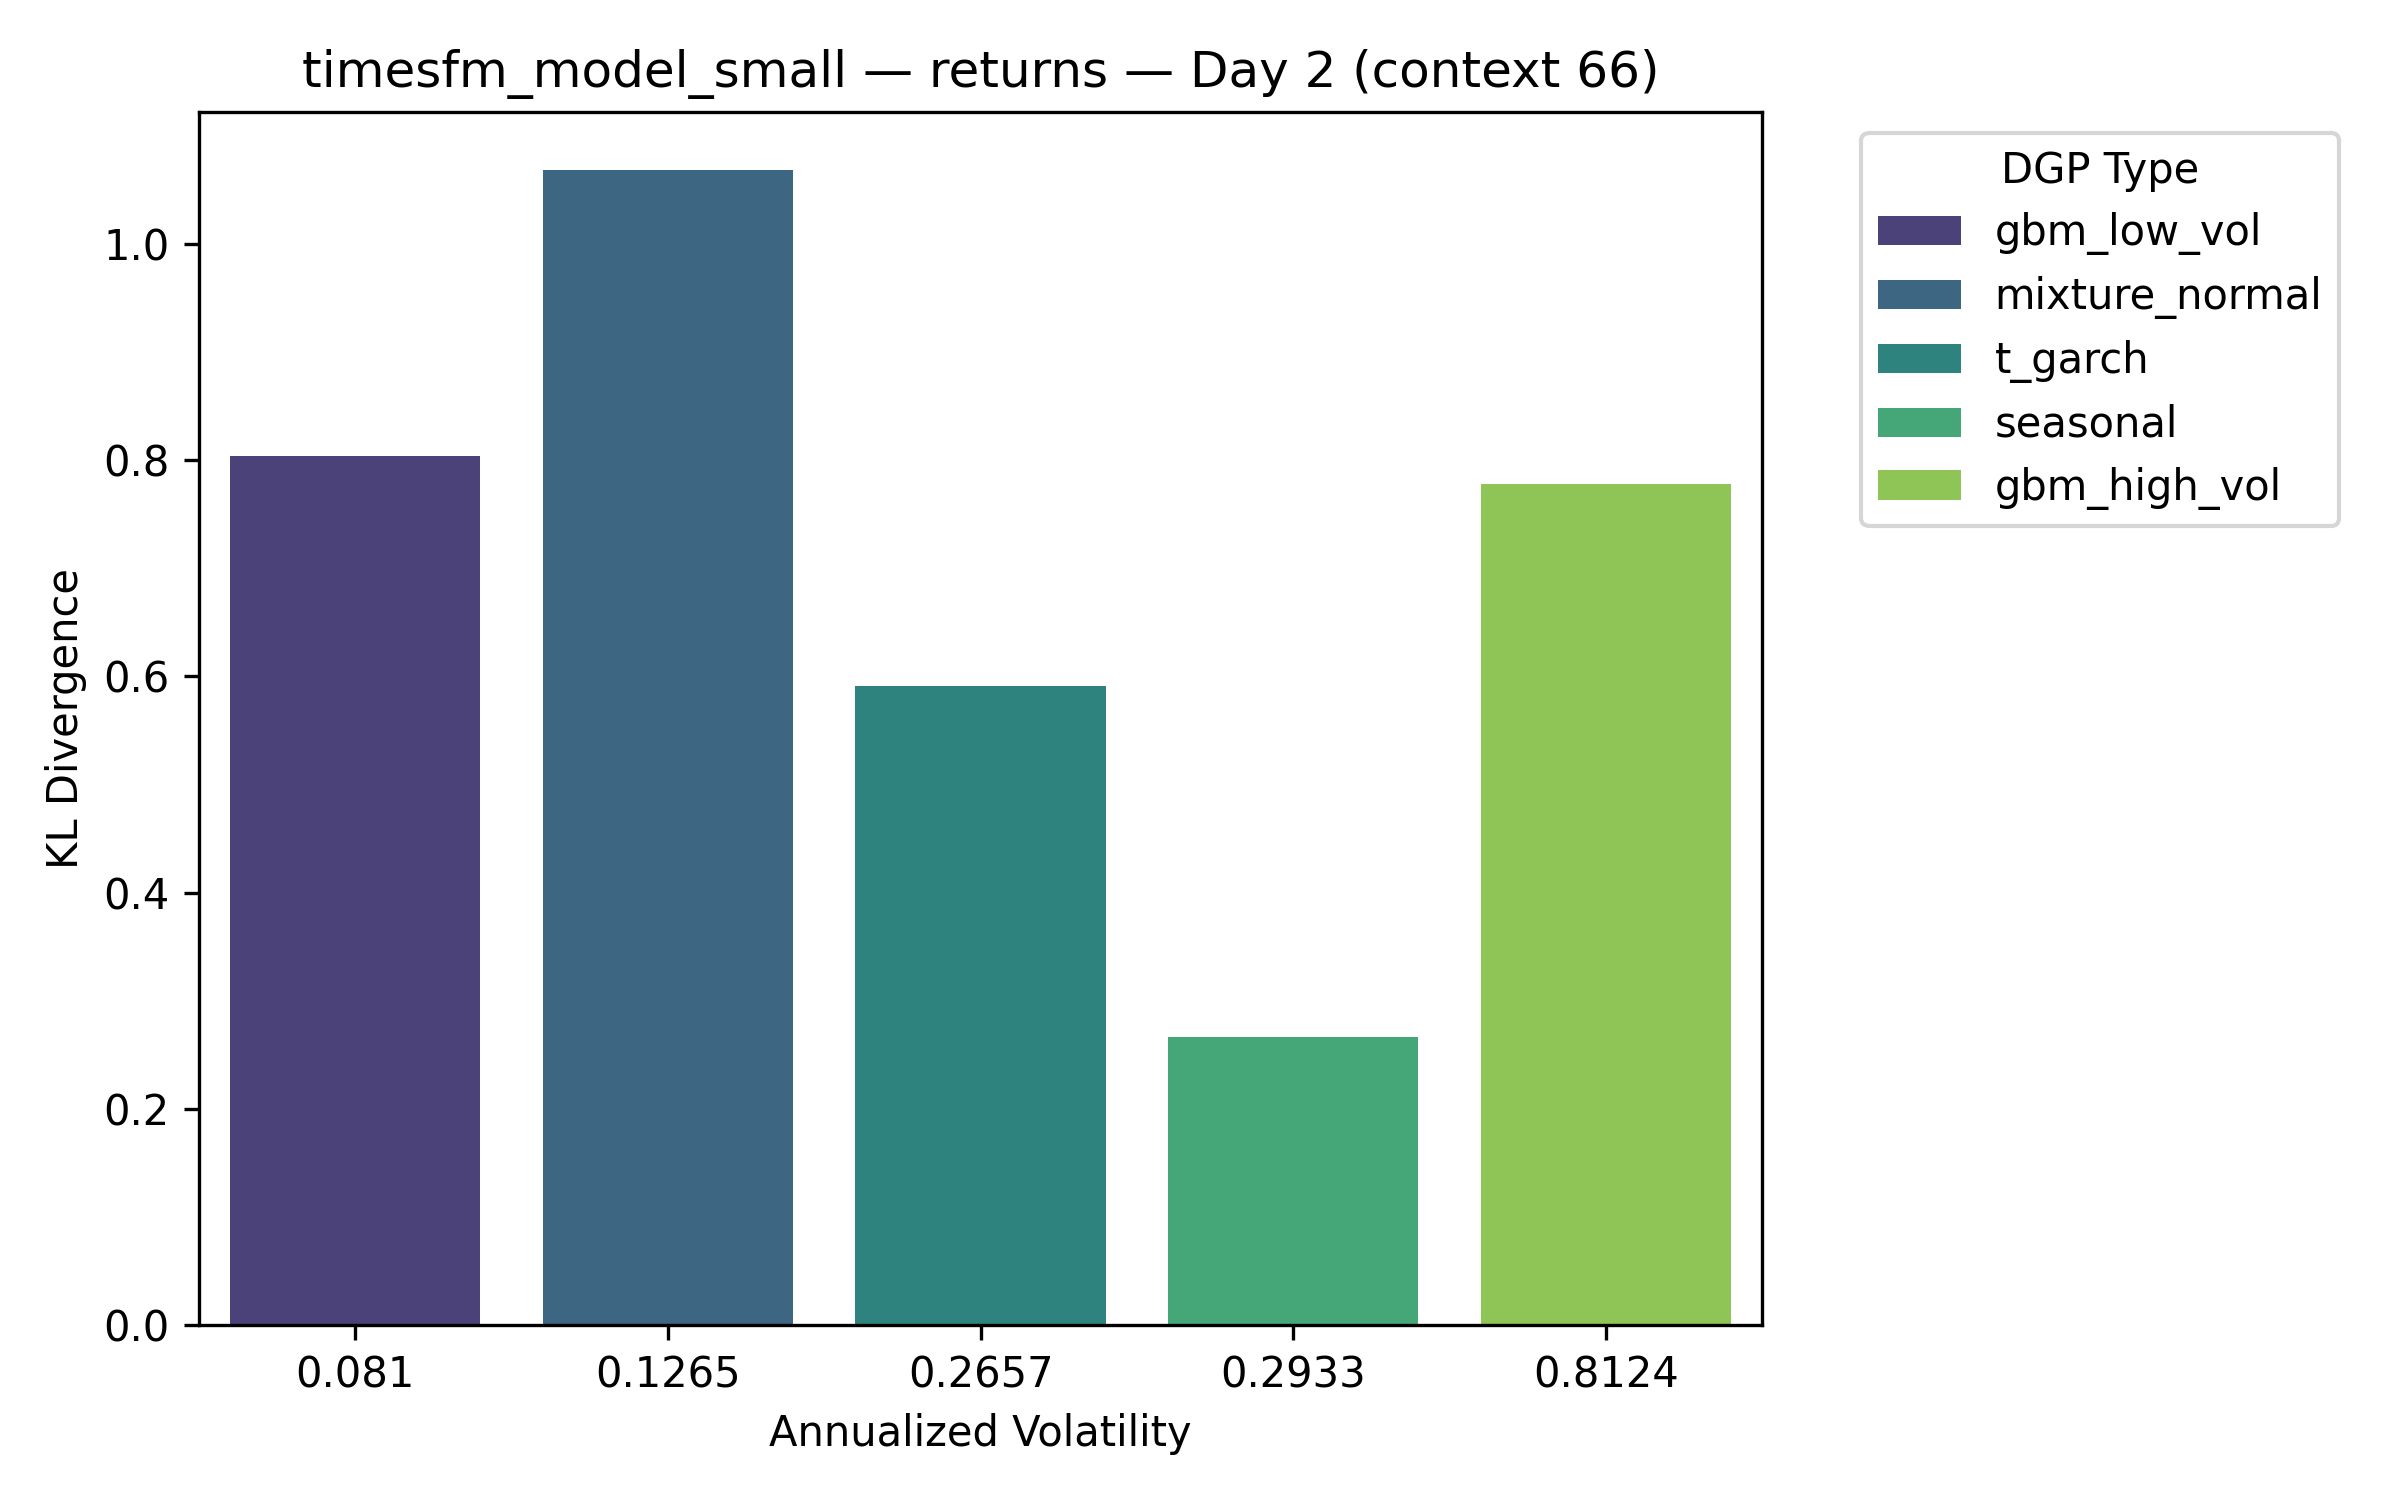 timesfm_model_small — returns — Day 2 (context 66)
DGP Type
gbm_low_vol
mixture_normal
t_garch
seasonal
gbm_high_vol
KL Divergence
1.0
0.8
0.6
0.4
0.2
0.0
0.081 0.1265 0.2657 0.2933 0.8124
Annualized Volatility